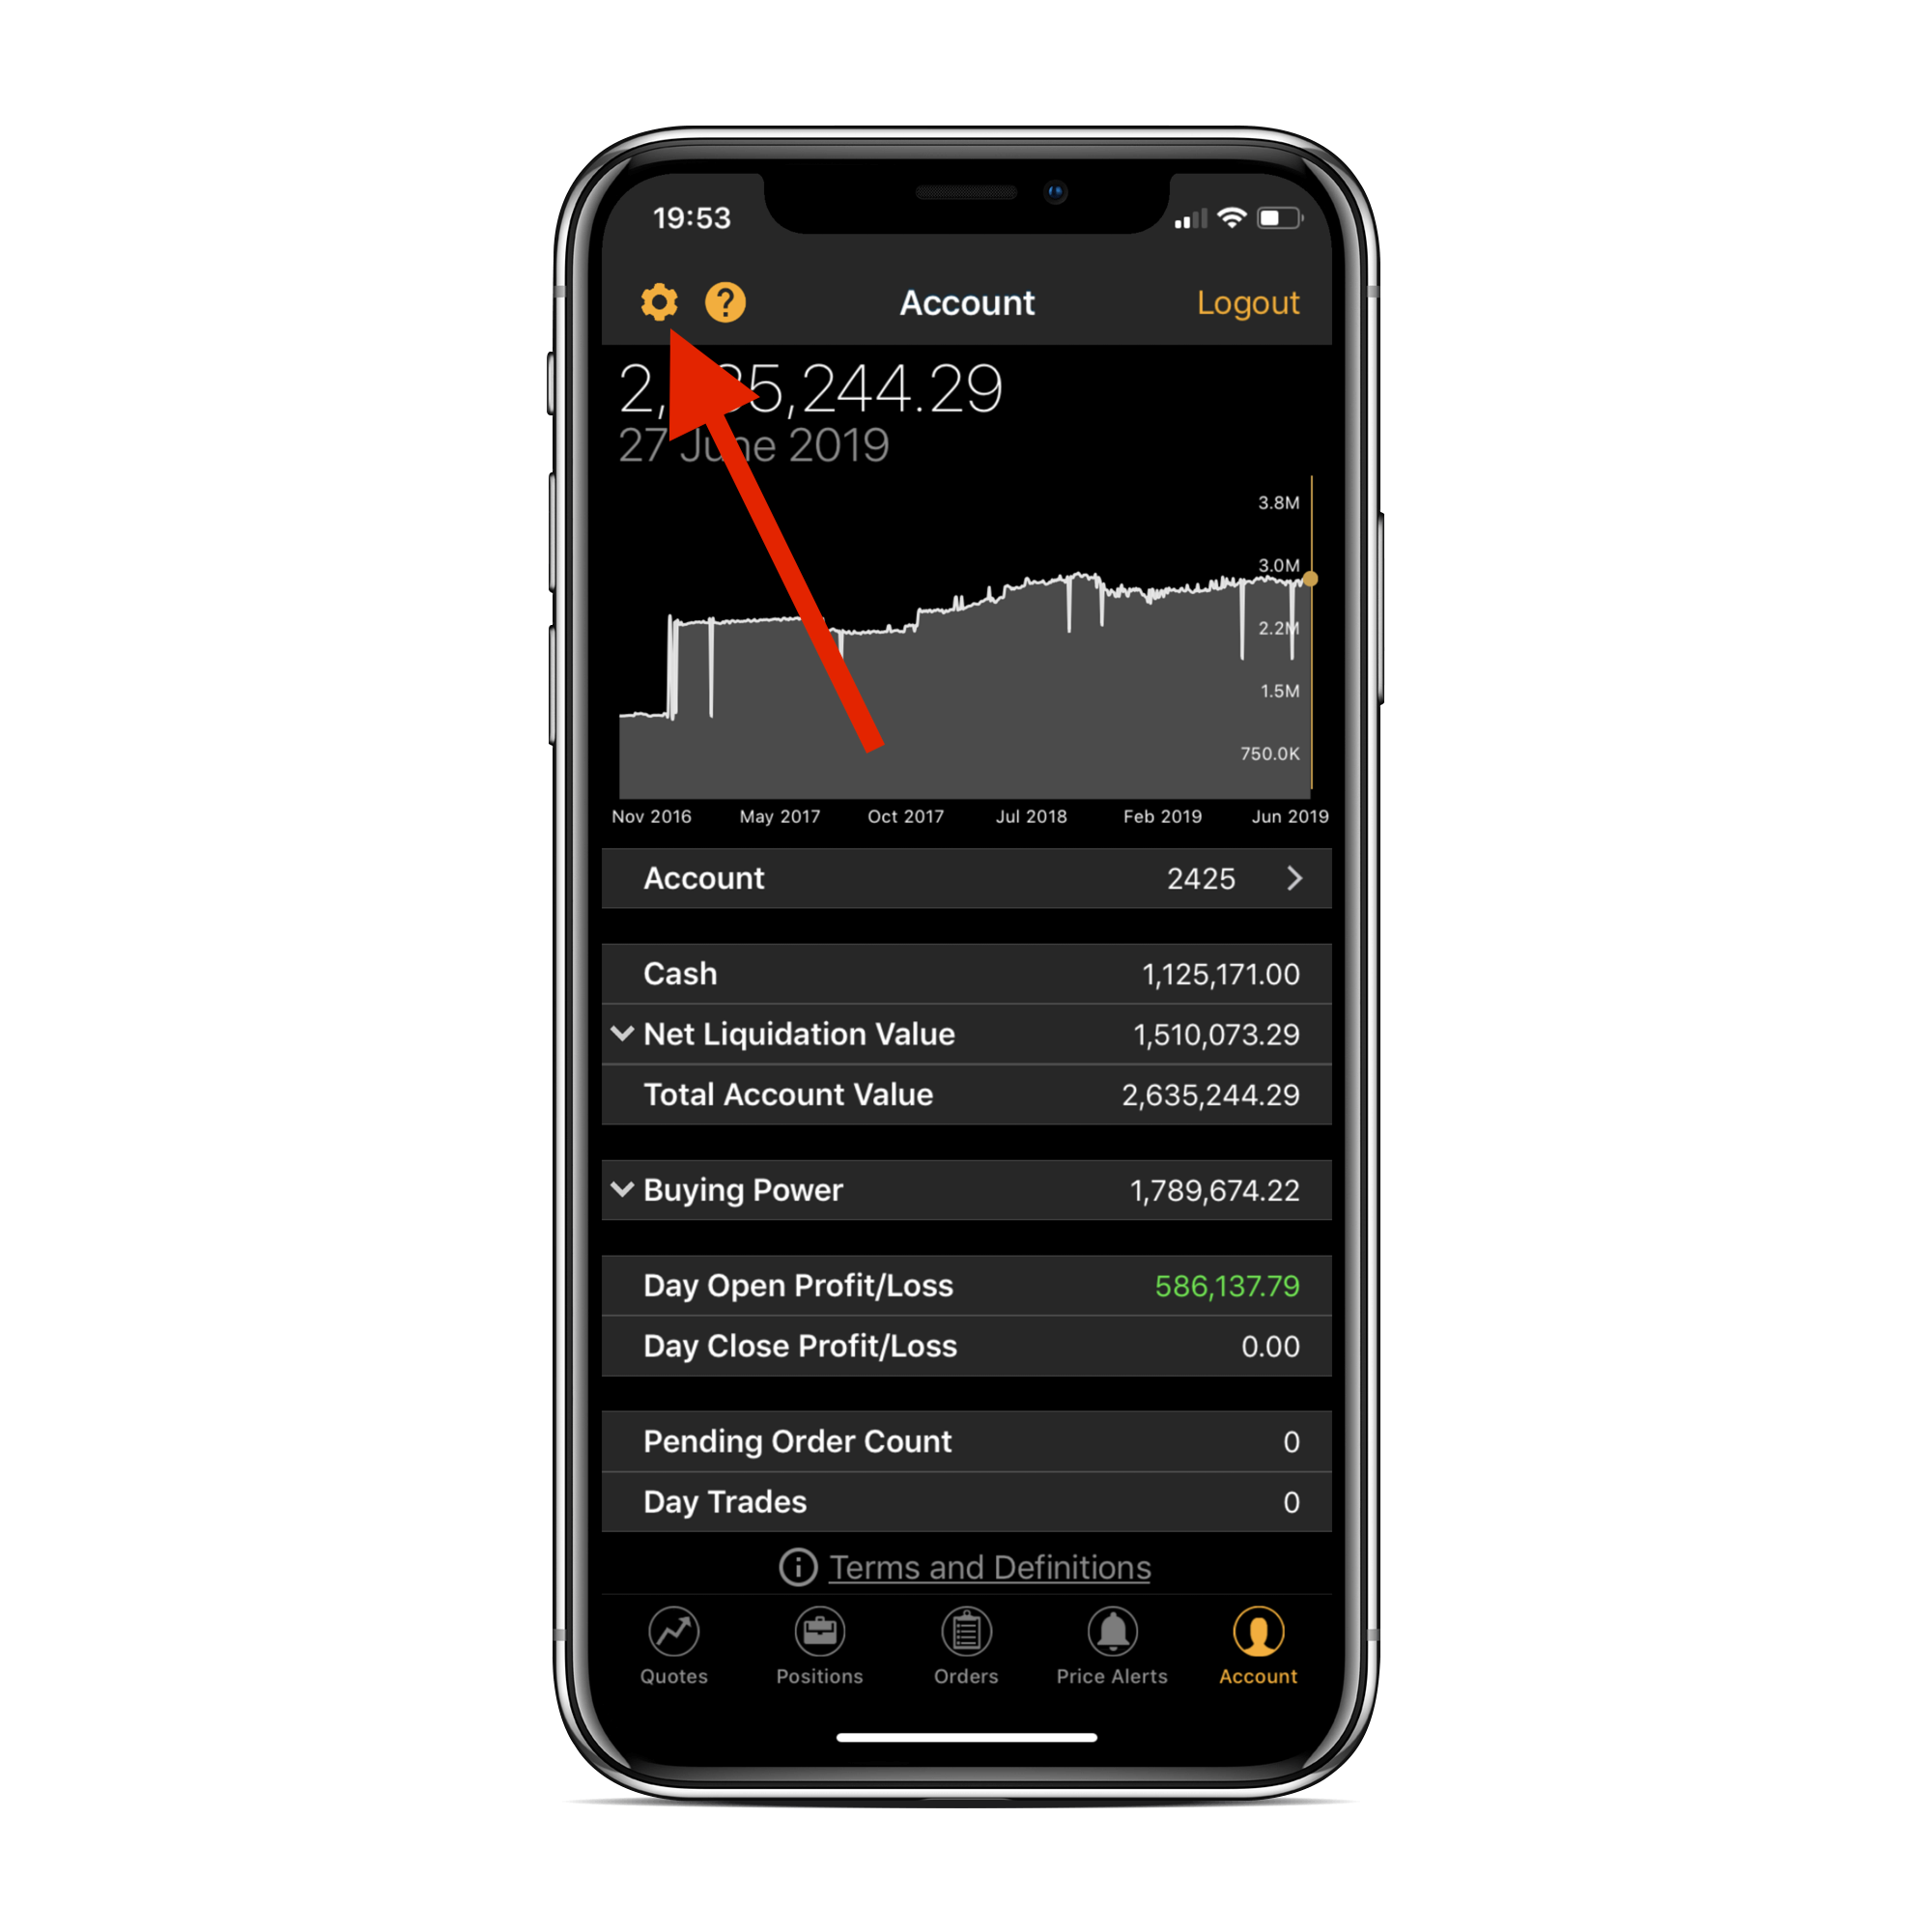 19:53
? Account Logout
2, 5,244.29
27 June 2019
3.8M
3.0M
2.2M
1.5M
750.0K
Nov 2016 May 2017 Oct 2017 Jul 2018 Feb 2019 Jun 2019
Account 2425
Cash 1,125,171.00
Net Liquidation Value 1,510,073.29
Total Account Value 2,635,244.29
Buying Power 1,789,674.22
Day Open Profit/Loss 586,137.79
Day Close Profit/Loss 0.00
Pending Order Count 0
Day Trades 0
Terms and Definitions
Quotes Positions Orders Price Alerts Account